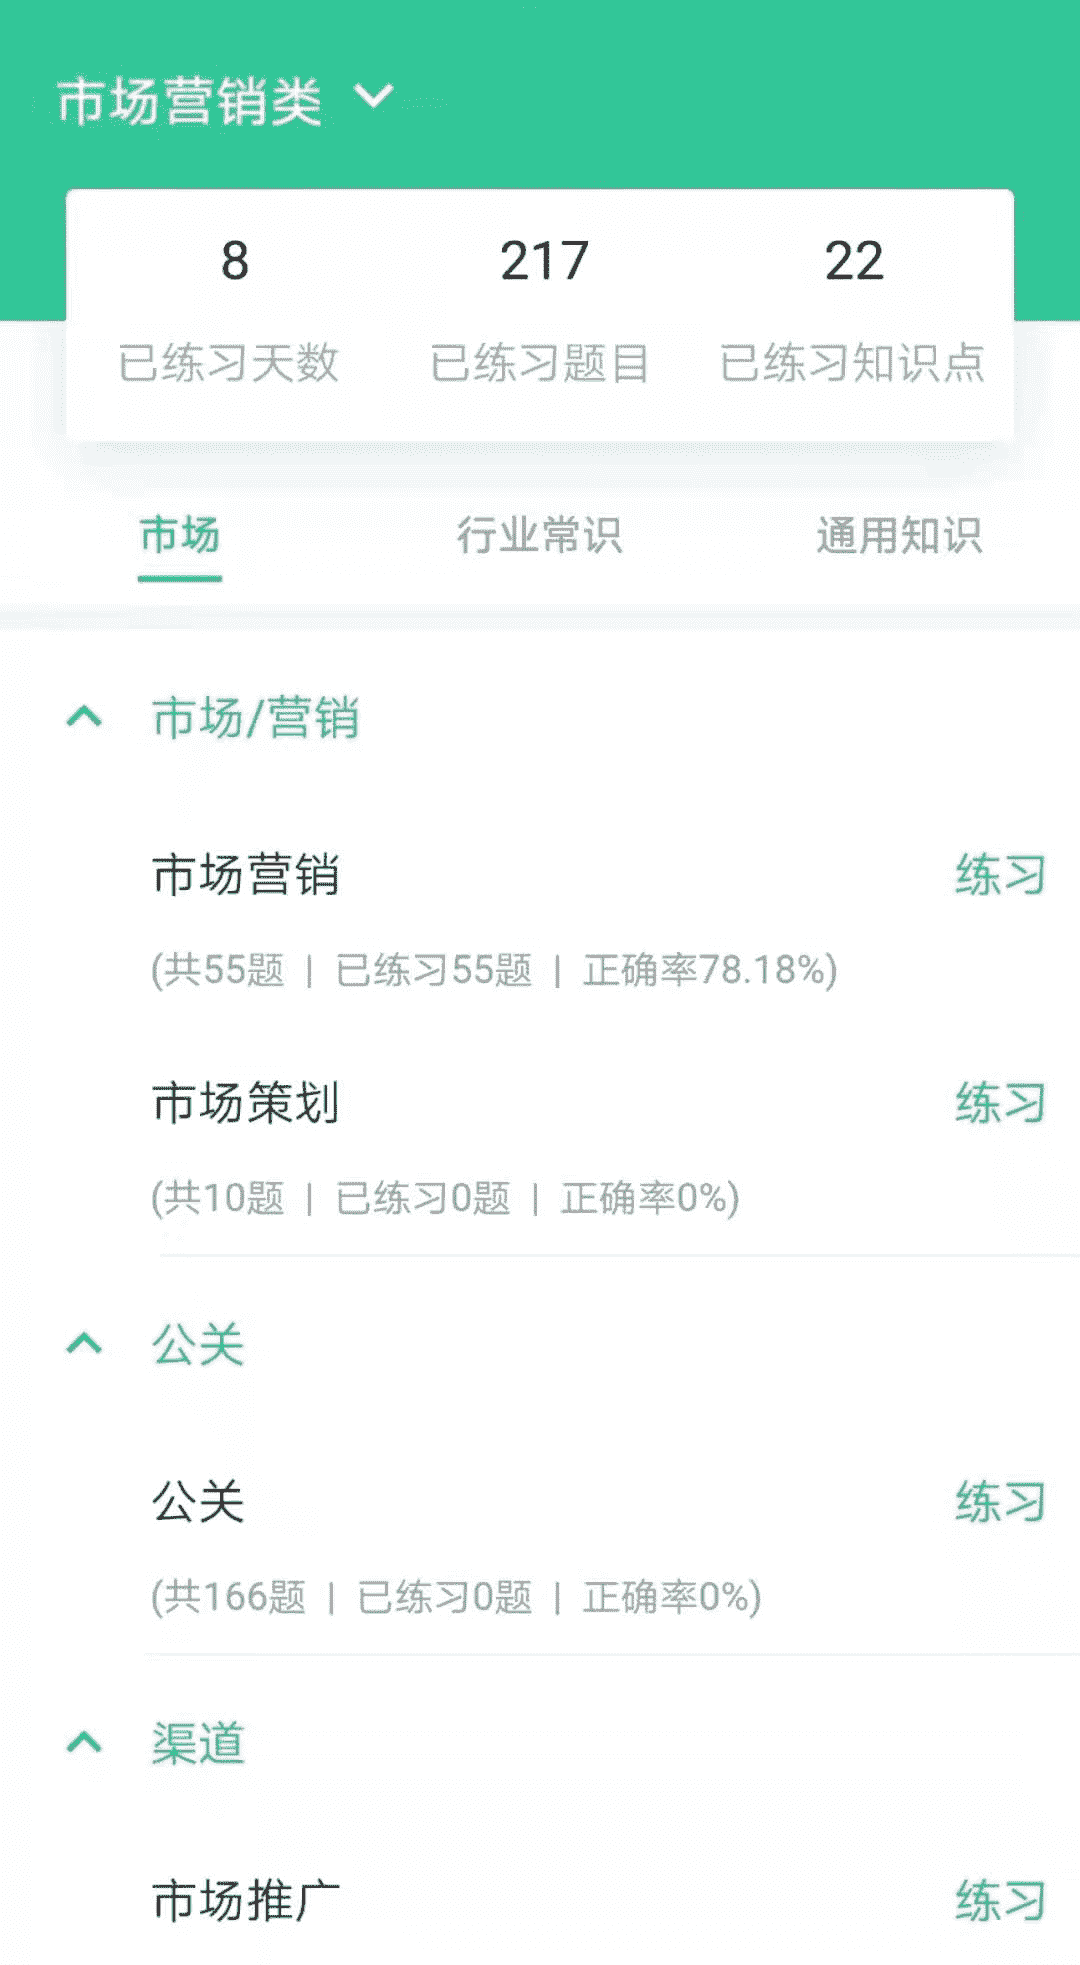 市场营销类
8 217 22
已练习天数 已练习题目 已练习知识点
市场 行业常识 通用知识
市场/营销
市场营销 练习
(共55题 | 已练习55题 | 正确率78.18%)
市场策划 练习
(共10题 | 已练习0题 | 正确率0%)
公关
公关 练习
(共166题 | 已练习0题 | 正确率0%)
渠道
市场推广 练习